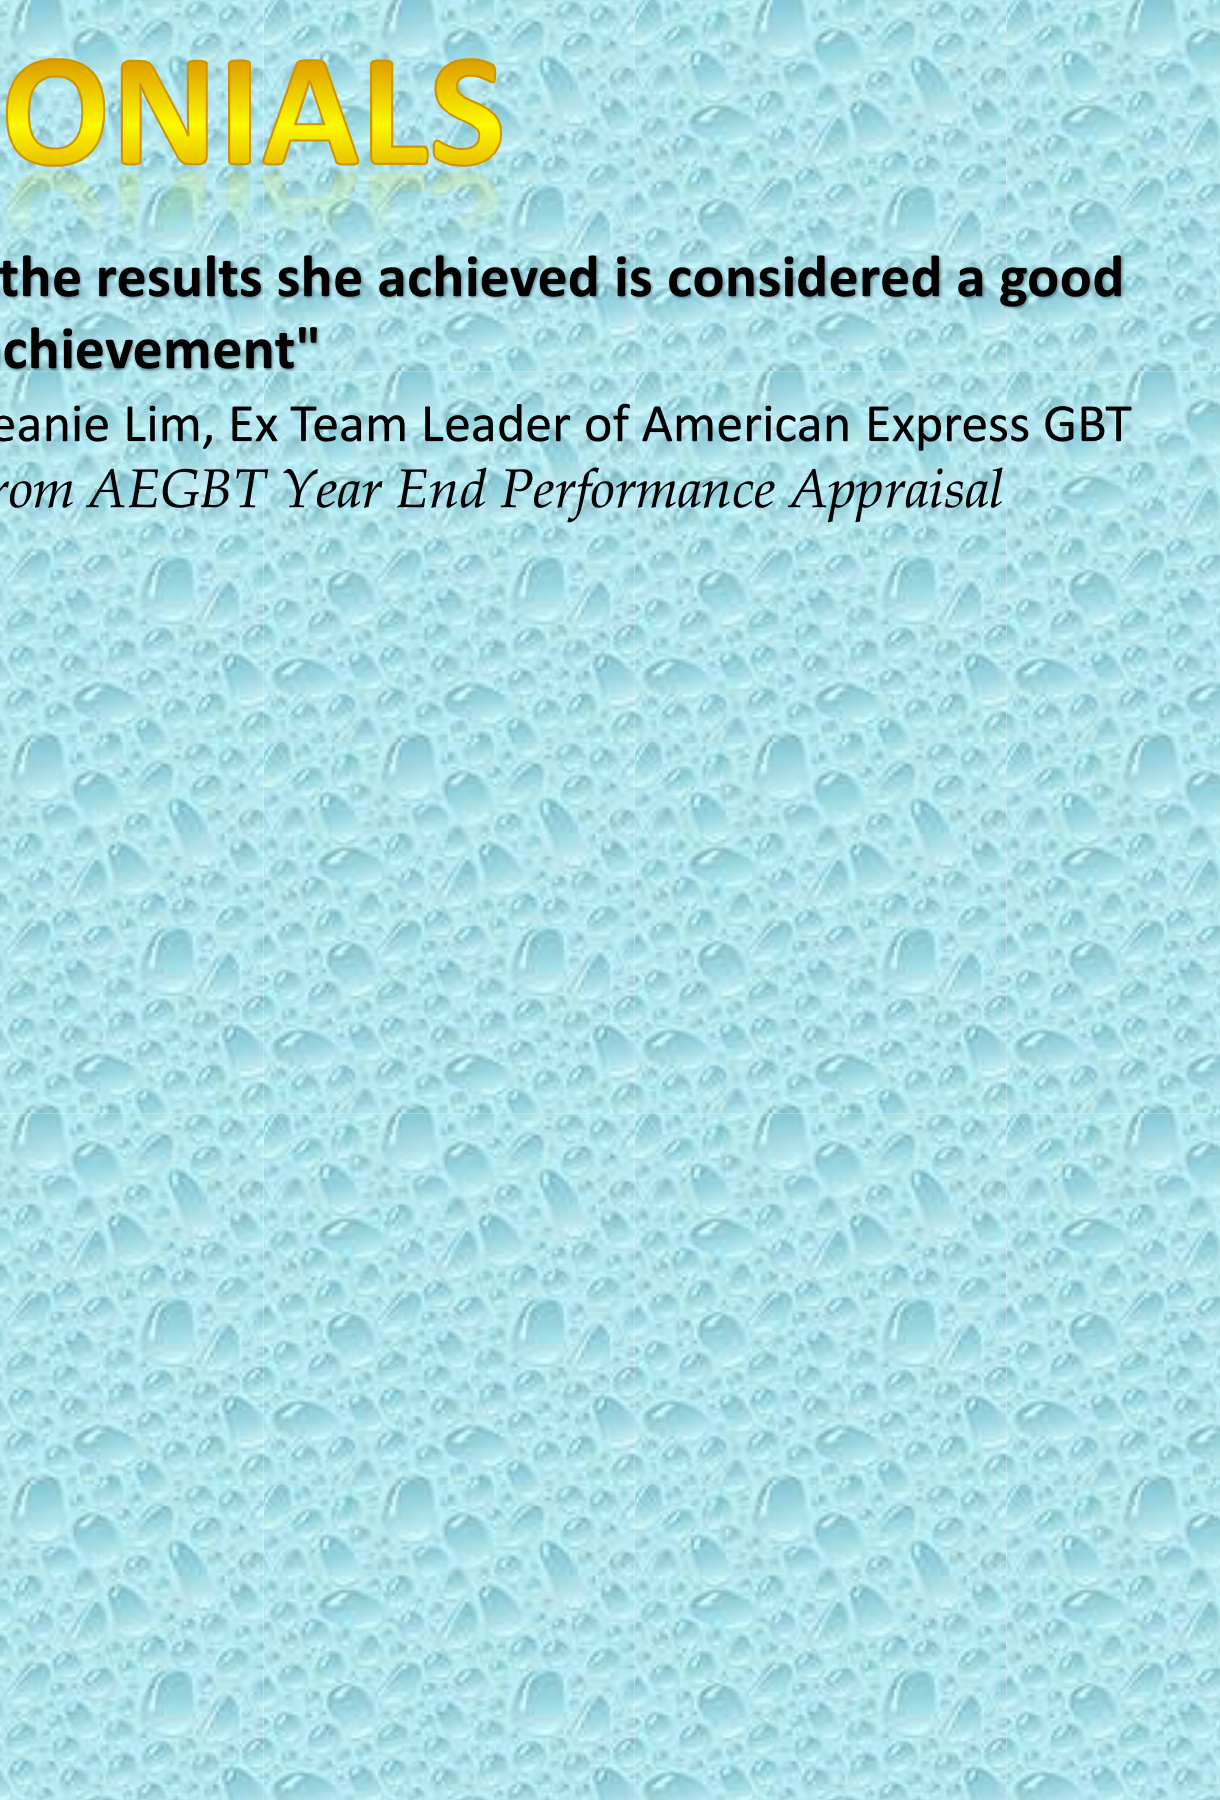 ONIALS
the results she achieved is considered a good
chievement"
eanie Lim, Ex Team Leader of American Express GBT
rom AEGBT Year End Performance Appraisal